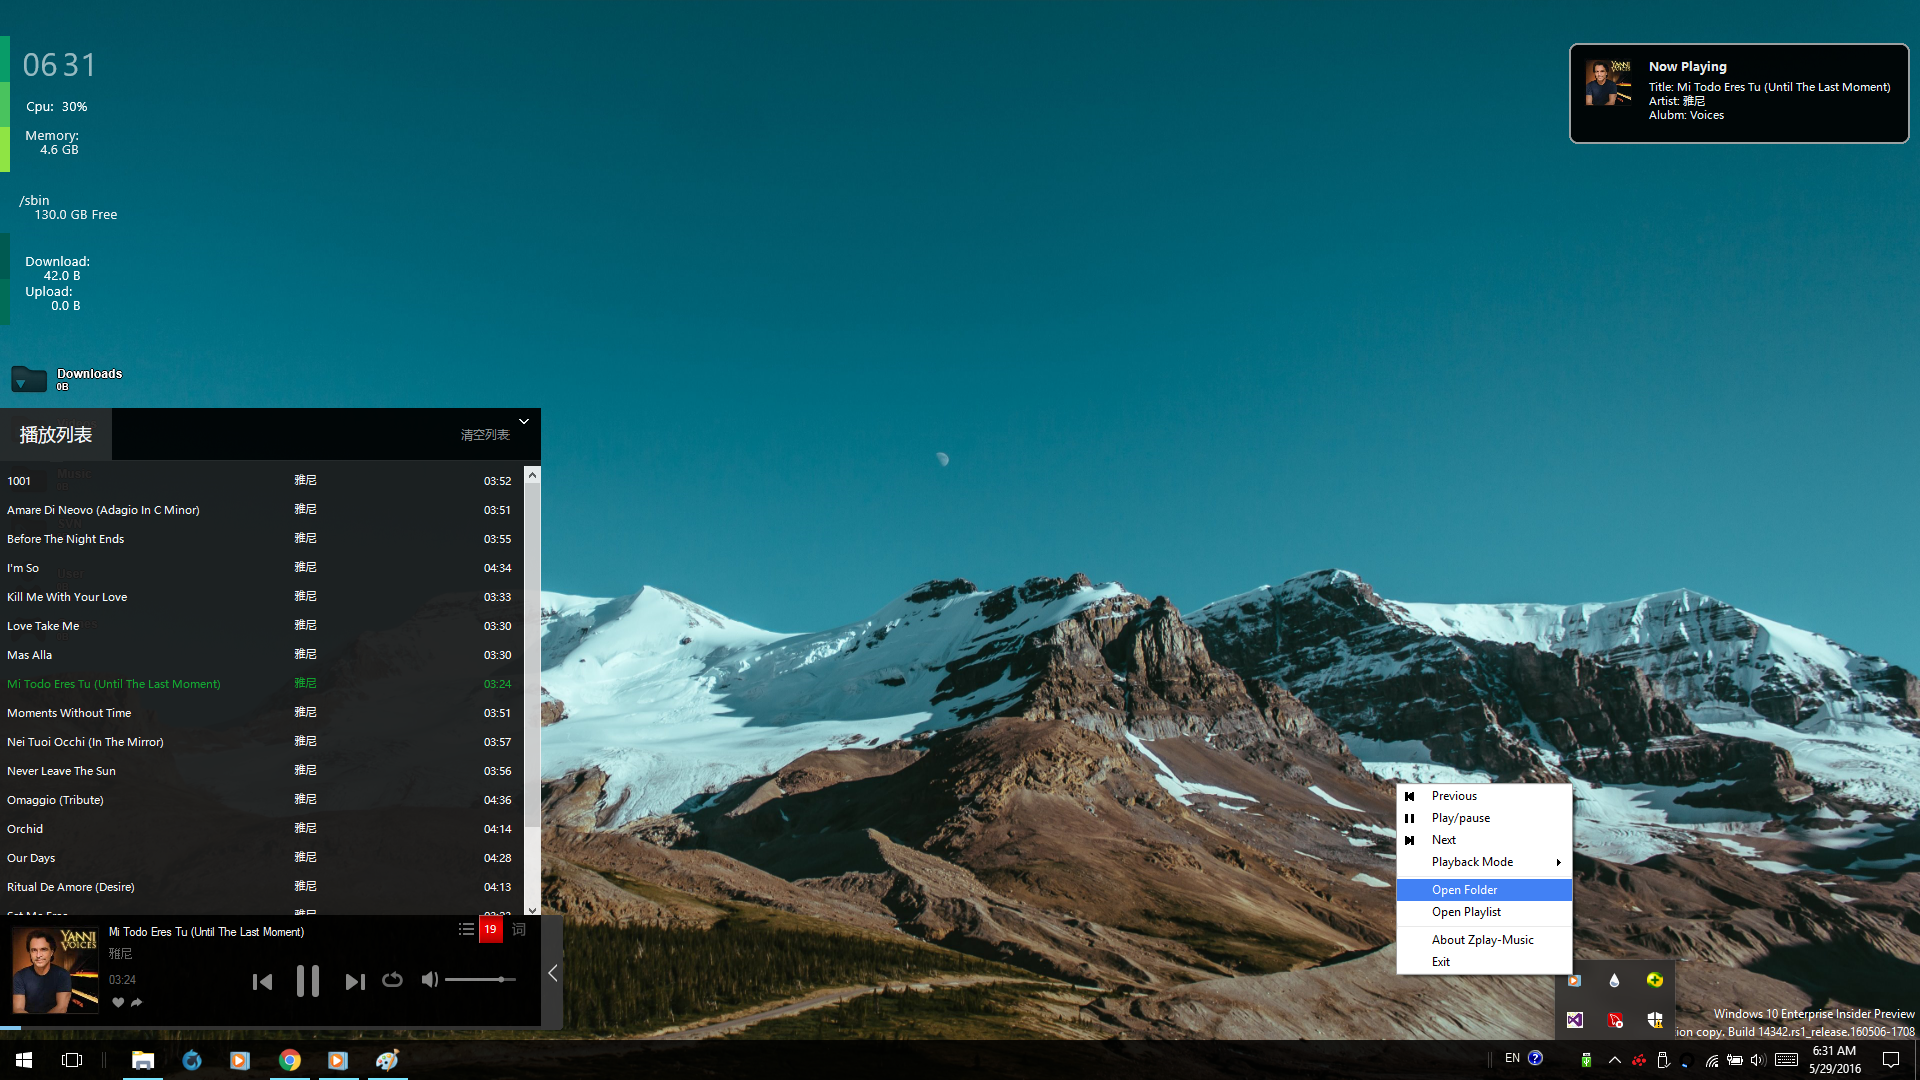 06 31
Cpu: 30%
Memory:
4.6 GB
/sbin
130.0 GB Free
Download:
42.0 B
Upload:
0.0 B
Downloads
0B
Now Playing
Title: Mi Todo Eres Tu (Until The Last Moment)
Artist: 雅尼
Alubm: Voices
播放列表
清空列表
1001 雅尼 03:52
Amare Di Neovo (Adagio In C Minor) 雅尼 03:51
Before The Night Ends 雅尼 03:55
I'm So 雅尼 04:34
Kill Me With Your Love 雅尼 03:33
Love Take Me 雅尼 03:30
Mas Alla 雅尼 03:30
Mi Todo Eres Tu (Until The Last Moment) 雅尼 03:24
Moments Without Time 雅尼 03:51
Nei Tuoi Occhi (In The Mirror) 雅尼 03:57
Never Leave The Sun 雅尼 03:56
Omaggio (Tribute) 雅尼 04:36
Orchid 雅尼 04:14
Our Days 雅尼 04:28
Ritual De Amore (Desire) 雅尼 04:13
YANNI
VOICES
Mi Todo Eres Tu (Until The Last Moment)
19
词
雅尼
03:24
Previous
Play/pause
Next
Playback Mode
Open Folder
Open Playlist
About Zplay-Music
Exit
Windows 10 Enterprise Insider Preview
ion copy. Build 14342.rs1_release.160506-1708
EN
6:31 AM
5/29/2016